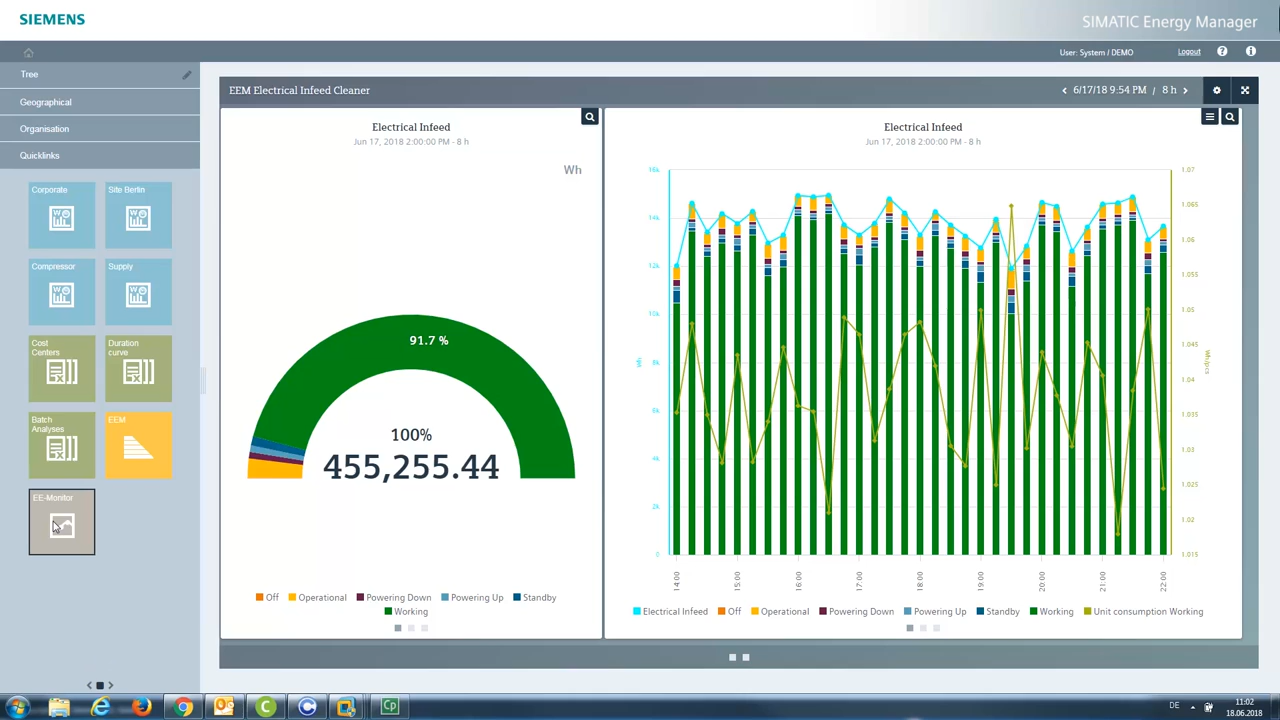 SIEMENS
SIMATIC Energy Manager
User: System / DEMO
Logout
?
i
Tree
Geographical
Organisation
Quicklinks
Corporate
Site Berlin
Compressor
Supply
Cost
Centers
Duration
curve
Batch
Analyses
EEM
EE-Monitor
EEM Electrical Infeed Cleaner
6/17/18 9:54 PM / 8 h
Electrical Infeed
Jun 17, 2018 2:00:00 PM - 8 h
Wh
91.7 %
100%
455,255.44
Off
Operational
Powering Down
Powering Up
Standby
Working
Electrical Infeed
Jun 17, 2018 2:00:00 PM - 8 h
16k
14k
12k
10k
8k
6k
4k
2k
0
Wh
1.07
1.065
1.06
1.055
1.05
1.045
1.04
1.035
1.03
1.025
1.02
1.015
Wh/pcs
14:00
15:00
16:00
17:00
18:00
19:00
20:00
21:00
22:00
Electrical Infeed
Off
Operational
Powering Down
Powering Up
Standby
Working
Unit consumption Working
DE
11:02
18.06.2018